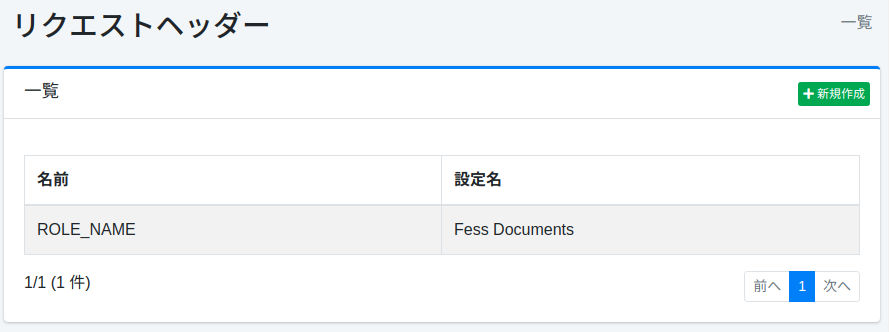 リクエストヘッダー
一覧
一覧
新規作成
名前 設定名
ROLE_NAME Fess Documents
1/1 (1 件)
前へ 1 次へ